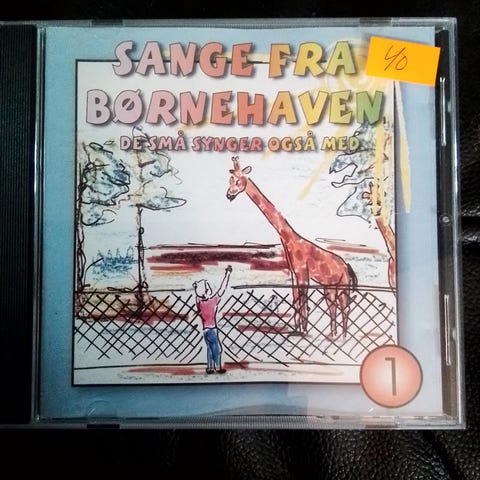 SANGE FRA
BØRNEHAVEN
- DE SMÅ SYNGER OGSÅ MED
40
1